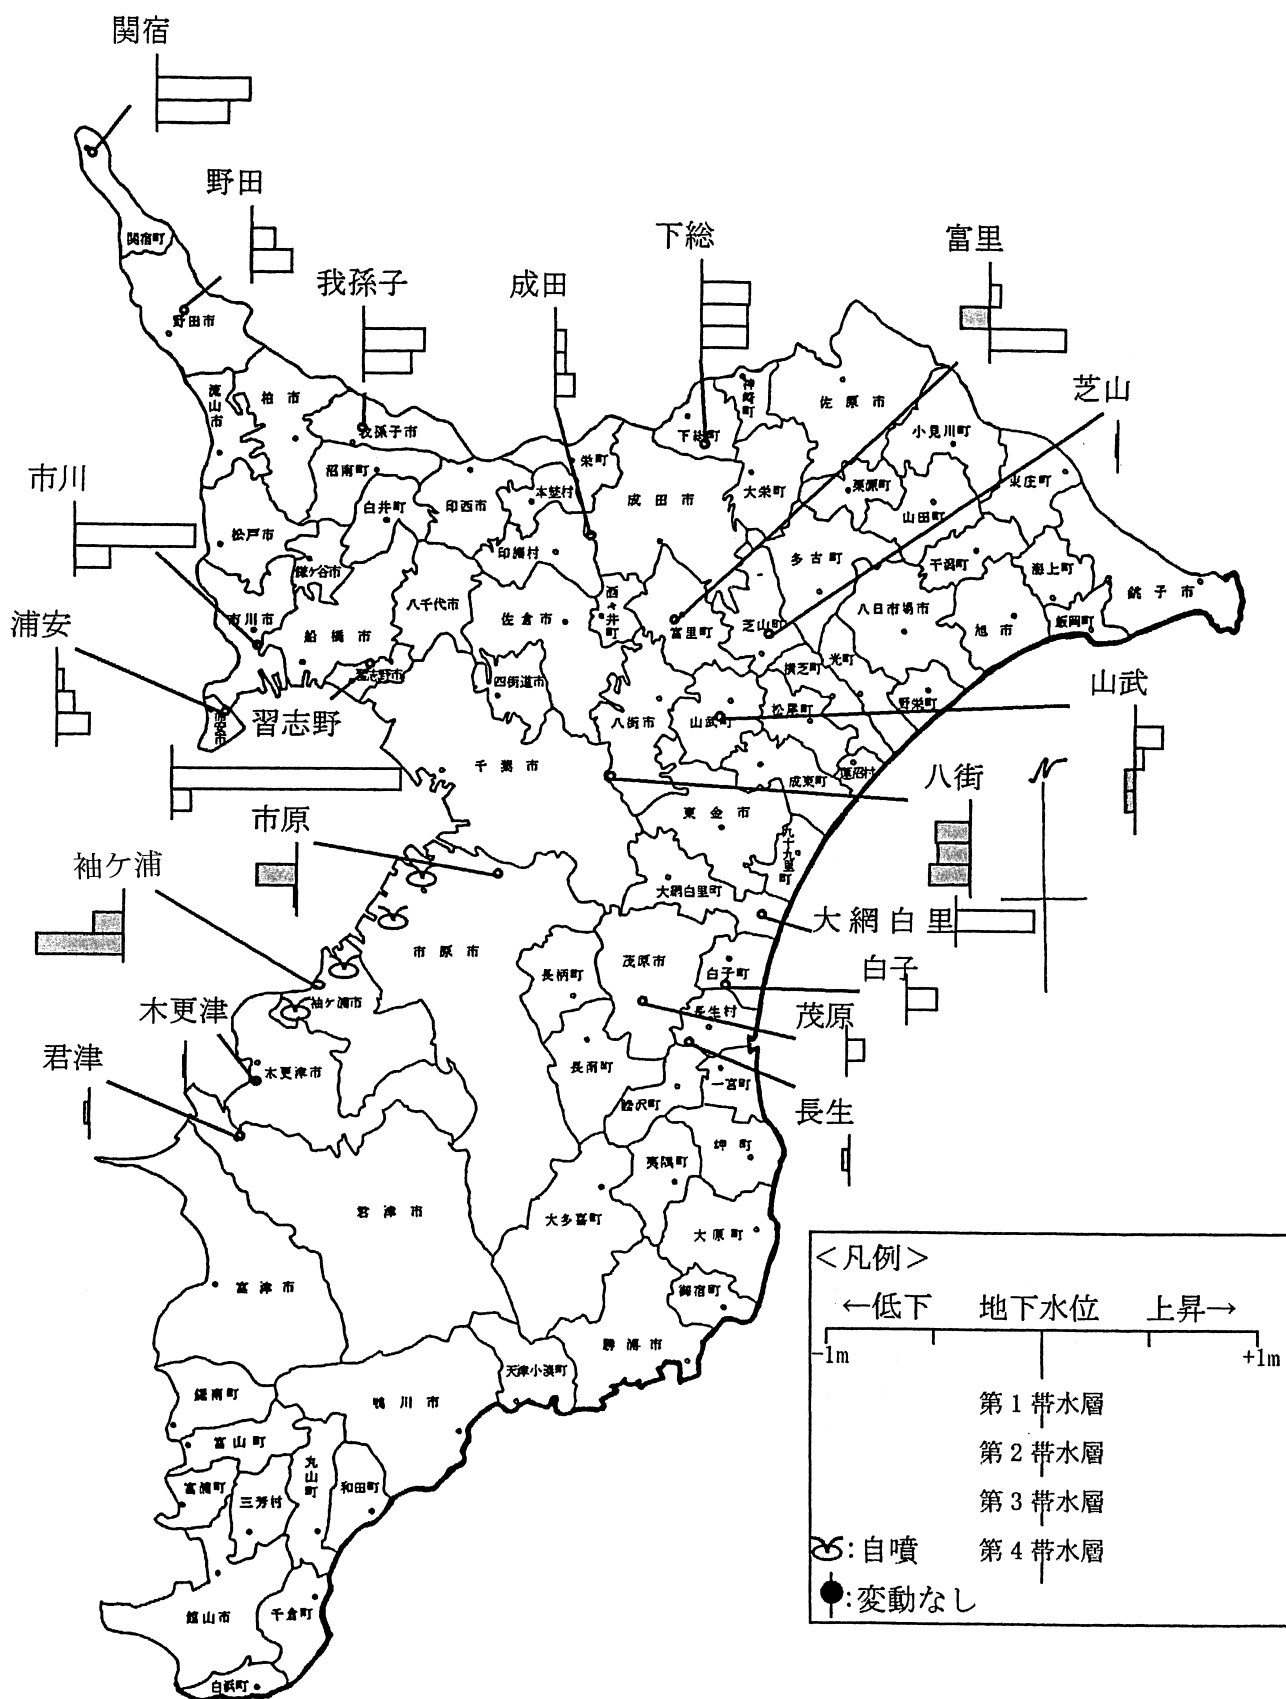 関宿
野田
下総
富里
我孫子
成田
芝山
関宿町
野田市
流山市
柏市
我孫子市
下総町
神崎町
佐原市
小見川町
東庄町
栄町
沼南町
成田市
大栄町
栗源町
市川
白井町
印西市
本埜村
山田町
松戸市
印旛村
多古町
干潟町
海上町
銚子市
鎌ケ谷市
八千代市
佐倉市
酒々井町
八日市場市
浦安
市川市
船橋市
富里町
芝山町
旭市
飯岡町
光町
横芝町
習志野市
四街道市
山武
浦安市
習志野
八街市
山武町
松尾町
野栄町
千葉市
成東町
蓮沼村
八街
市原
東金市
九十九里町
袖ケ浦
大網白里町
大網白里
市原市
長柄町
茂原市
白子町
白子
袖ケ浦市
木更津
長生村
茂原
君津
木更津市
長南町
一宮町
睦沢町
長生
夷隅町
岬町
君津市
大多喜町
大原町
<凡例>
富津市
御宿町
←低下 地下水位 上昇→
勝浦市
-1m
+1m
天津小湊町
鋸南町
鴨川市
第1帯水層
富山町
第2帯水層
丸山町
富浦町
三芳村
和田町
第3帯水層
:自噴
第4帯水層
:変動なし
館山市
千倉町
白浜町
N